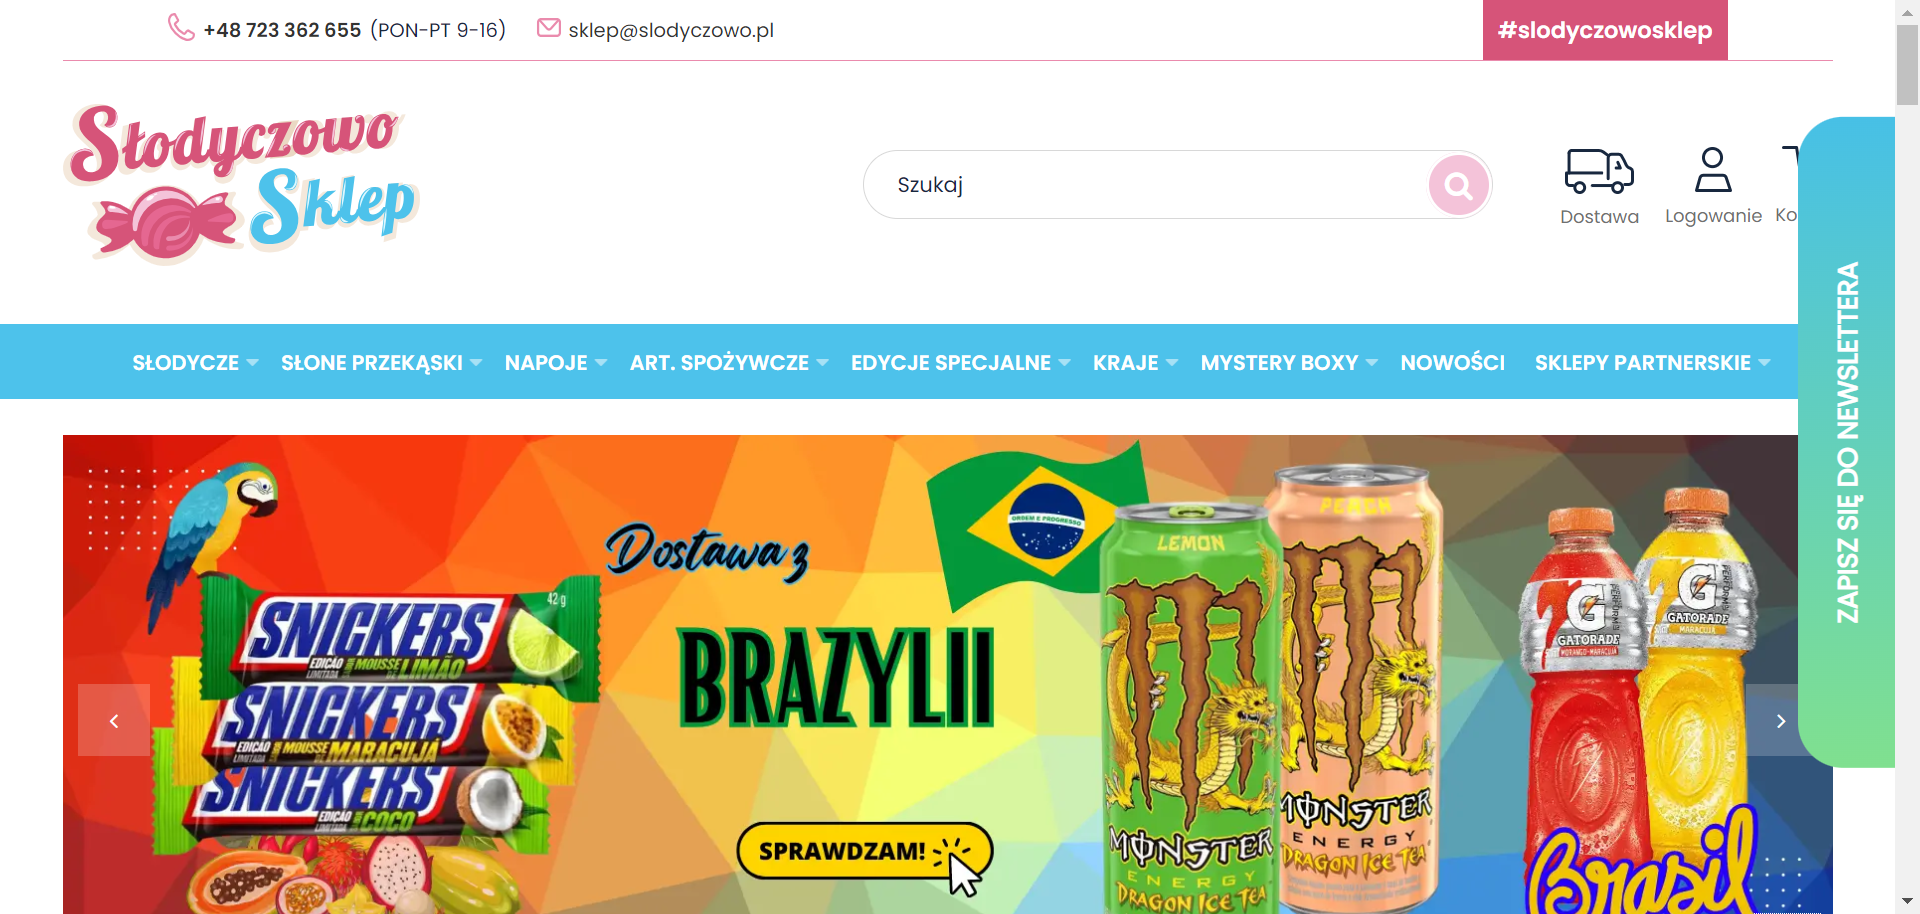 +48 723 362 655 (PON-PT 9-16) sklep@slodyczowo.pl
#slodyczowosklep
Słodyczowo
Sklep
Szukaj
Dostawa Logowanie Ko
SŁODYCZE SŁONE PRZEKĄSKI NAPOJE ART. SPOŻYWCZE EDYCJE SPECJALNE KRAJE MYSTERY BOXY NOWOŚCI SKLEPY PARTNERSKIE
ZAPISZ SIĘ DO NEWSLETTERA
Dostawa z
BRAZYLII
SPRAWDZAM!
ORDEM E PROGRESSO
42g
SNICKERS
EDIÇÃO LIMITADA MOUSSE LIMÃO
SNICKERS
EDIÇÃO LIMITADA MOUSSE MARACUJÁ
SNICKERS
EDIÇÃO LIMITADA COCO
LEMON
MONSTER
ENERGY
DRAGON ICE TEA
PEACH
MONSTER
ENERGY
DRAGON ICE TEA
G
GATORADE
MORANGO-MARACUJÁ
G
GATORADE
MARACUJA
Brasil